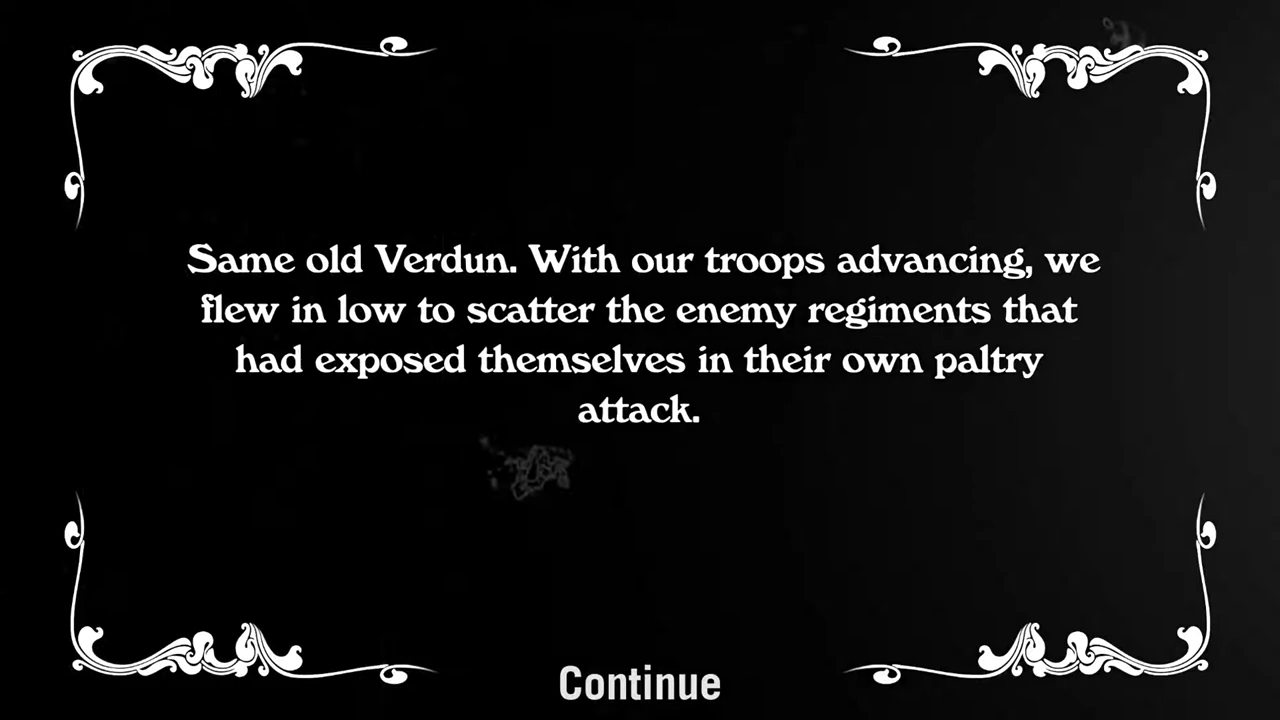 Same old Verdun. With our troops advancing, we
flew in low to scatter the enemy regiments that
had exposed themselves in their own paltry
attack.
Continue